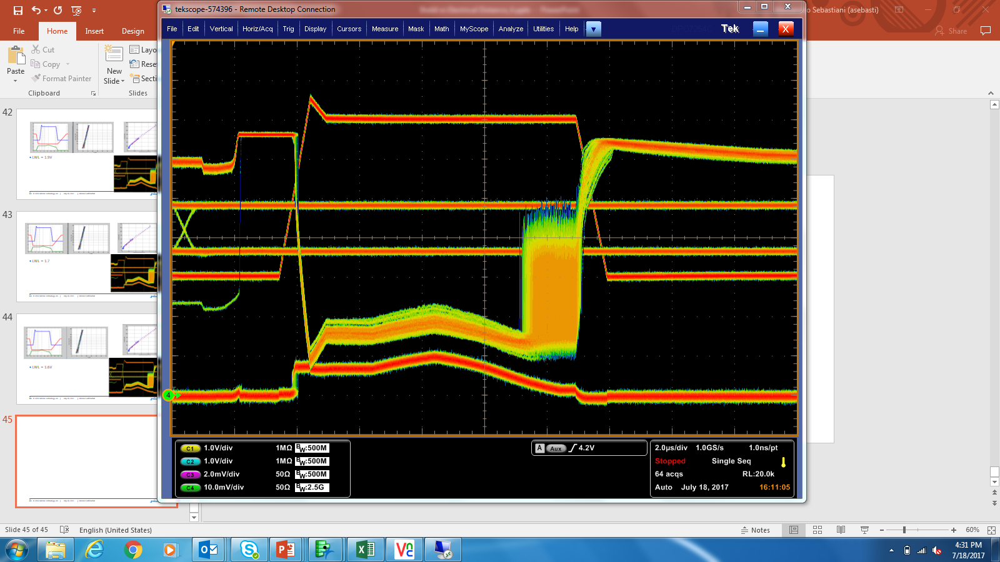 tekscope-574396 - Remote Desktop Connection
o Sebastiani (asebasti)
File
Home
Insert
Design
Share
File Edit Vertical Horiz/Acq Trig Display Cursors Measure Mask Math MyScope Analyze Utilities Help
Tek
Paste
Cut
Copy
Format Painter
Clipboard
New
Slide
Layo
Rese
Secti
Slides
42
LWL = 1.9V
43
LWL = 1.7
44
LWL = 1.6V
45
4
C1 1.0V/div 1MΩ BW:500M
C2 1.0V/div 1MΩ BW:500M
C3 2.0mV/div 50Ω BW:500M
C4 10.0mV/div 50Ω BW:2.5G
A Aux 4.2V
2.0µs/div 1.0GS/s 1.0ns/pt
Stopped Single Seq
64 acqs RL:20.0k
Auto July 18, 2017 16:11:05
Slide 45 of 45 English (United States)
Notes
60%
4:31 PM
7/18/2017